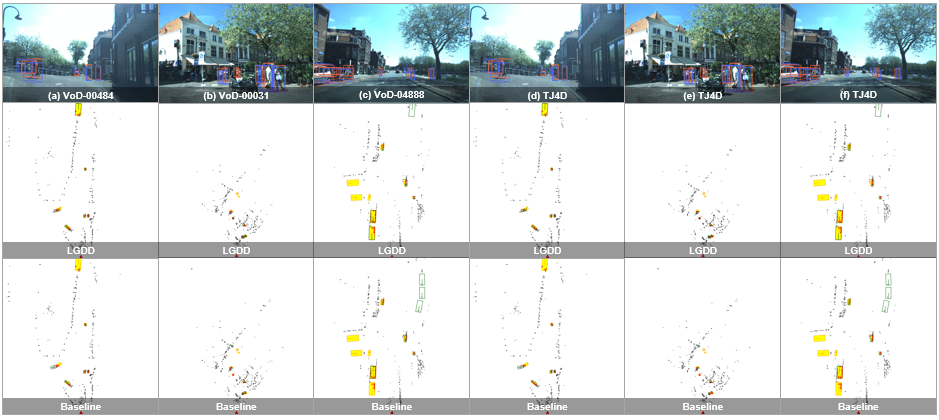 (a) VoD-00484
(b) VoD-00031
(c) VoD-04888
(d) TJ4D
(e) TJ4D
(f) TJ4D
LGDD
LGDD
LGDD
LGDD
LGDD
LGDD
Baseline
Baseline
Baseline
Baseline
Baseline
Baseline